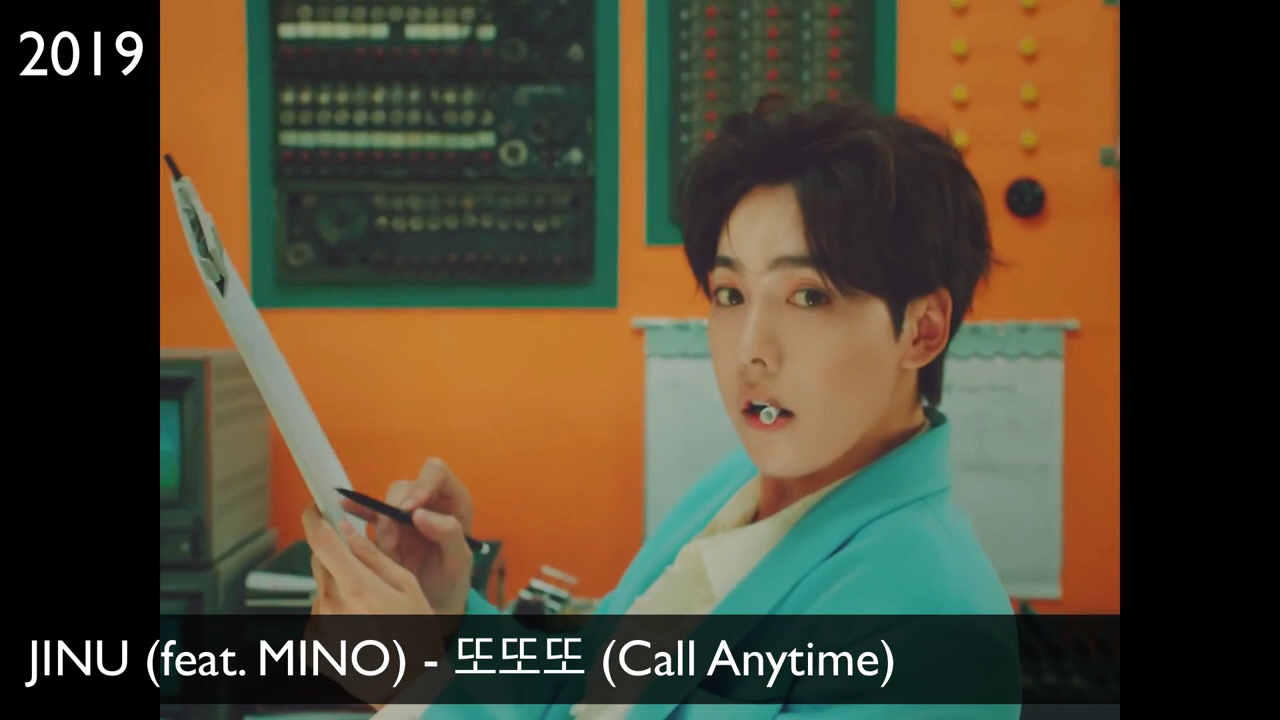 2019
JINU (feat. MINO) - 또또또 (Call Anytime)